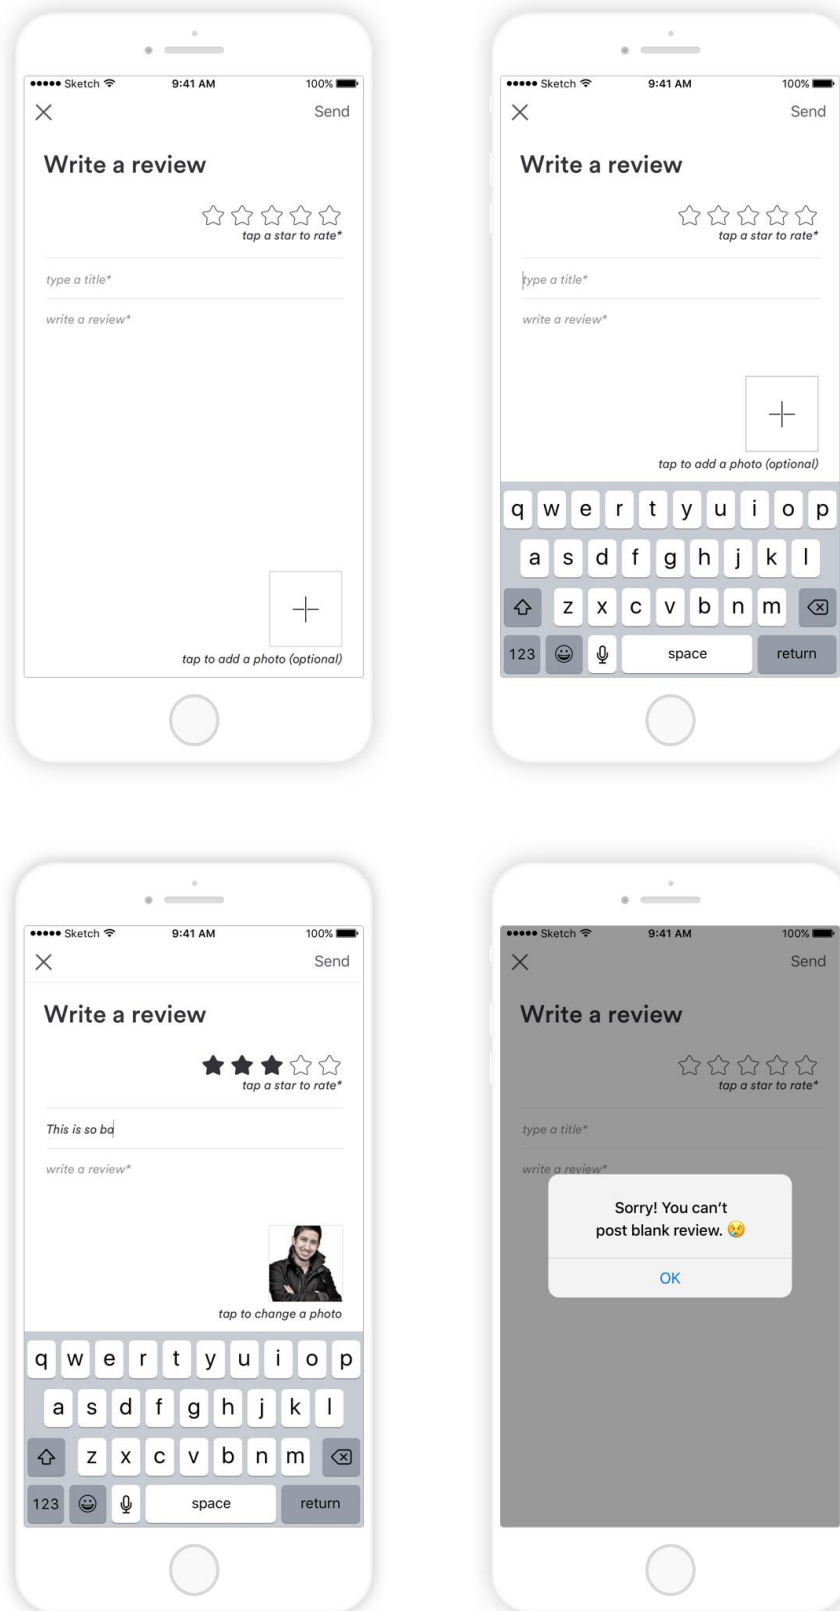 ●●●●● Sketch 9:41 AM 100%
Send
Write a review
tap a star to rate*
type a title*
write a review*
tap to add a photo (optional)
●●●●● Sketch 9:41 AM 100%
Send
Write a review
tap a star to rate*
type a title*
write a review*
tap to add a photo (optional)
q w e r t y u i o p
a s d f g h j k l
z x c v b n m
123 space return
●●●●● Sketch 9:41 AM 100%
Send
Write a review
tap a star to rate*
This is so ba
write a review*
tap to change a photo
q w e r t y u i o p
a s d f g h j k l
z x c v b n m
123 space return
●●●●● Sketch 9:41 AM 100%
Send
Write a review
tap a star to rate*
type a title*
write a review*
Sorry! You can't
post blank review. 😢
OK